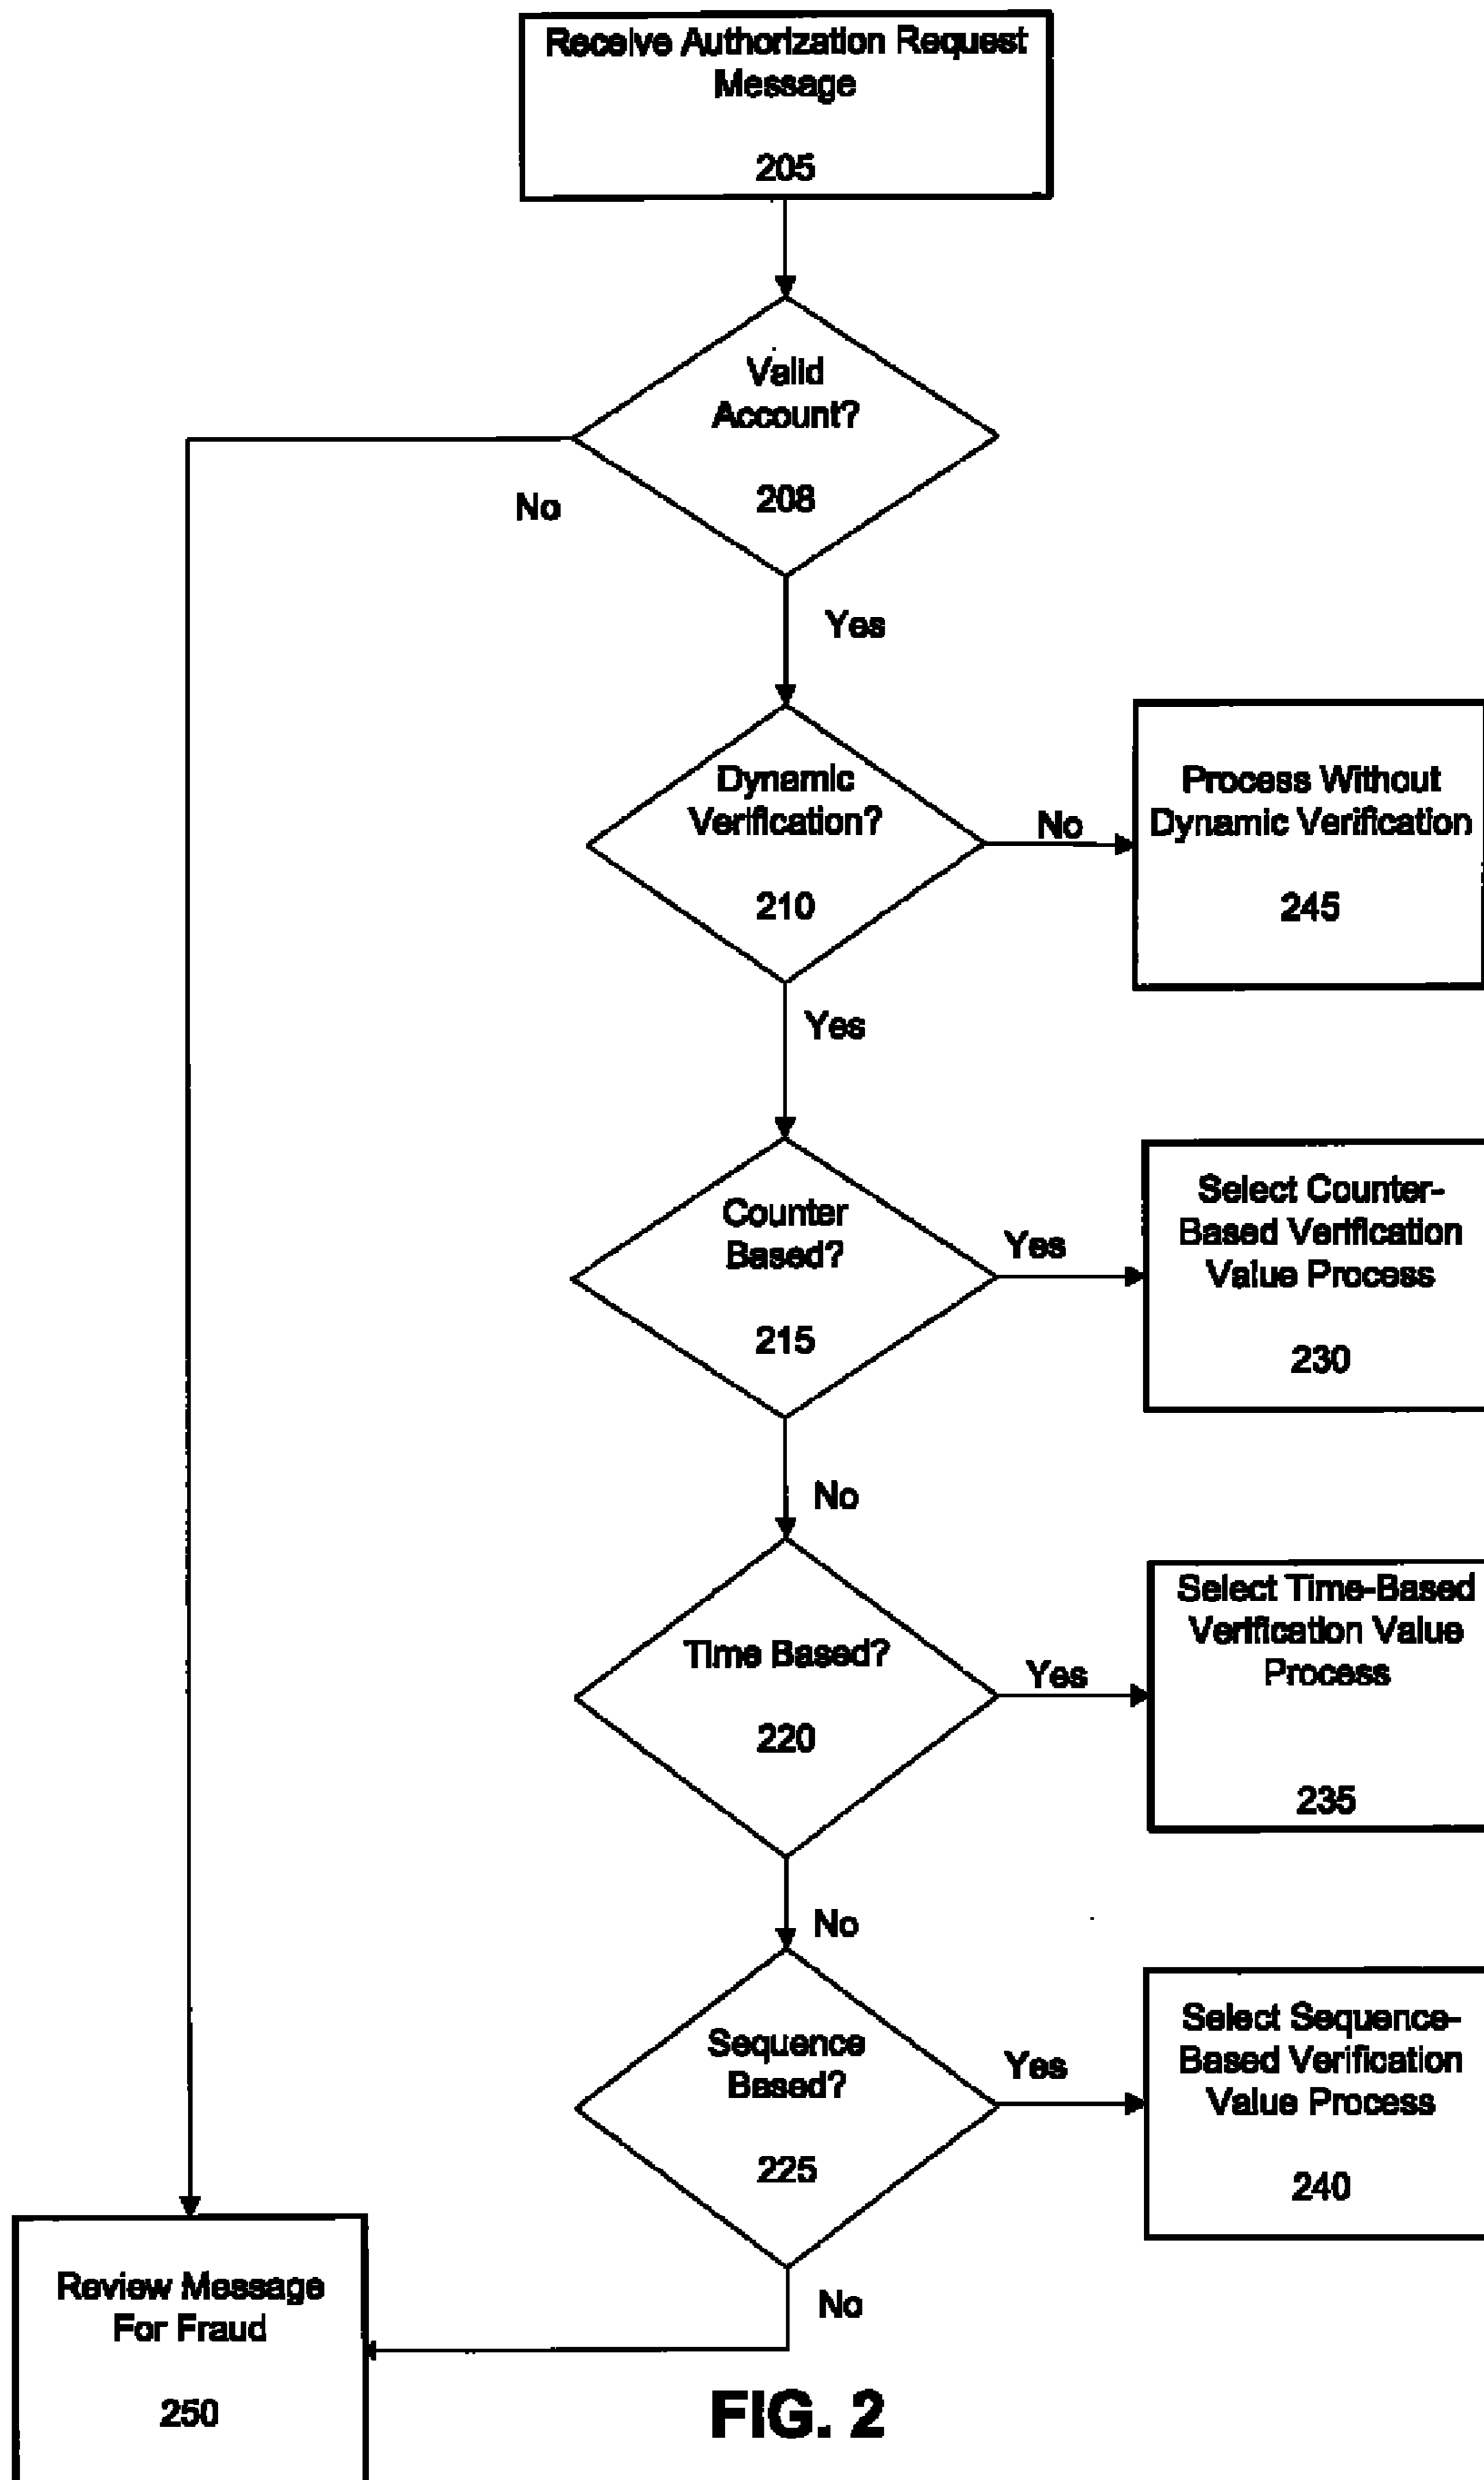 Receive Authorization Request
Message
205
Valid
Account?
208
No
Yes
Dynamic
Verification?
210
No
Process Without
Dynamic Verification
245
Yes
Counter
Based?
215
Yes
Select Counter-
Based Verification
Value Process
230
No
Time Based?
220
Yes
Select Time-Based
Verification Value
Process
235
No
Sequence
Based?
225
Yes
Select Sequence-
Based Verification
Value Process
240
No
Review Message
For Fraud
250
FIG. 2